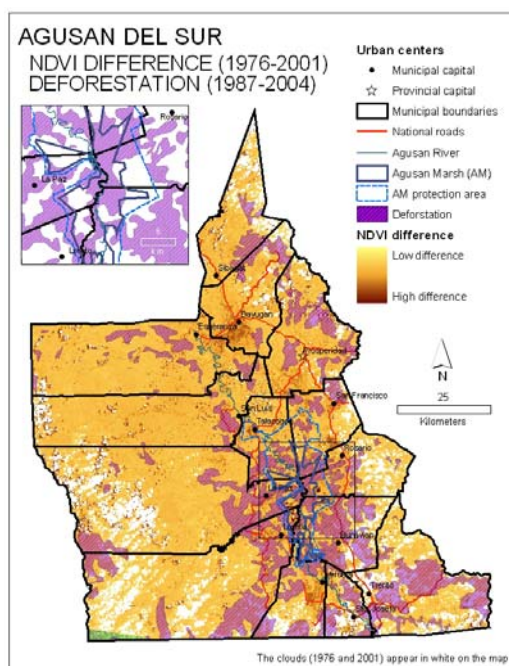 AGUSAN DEL SUR
NDVI DIFFERENCE (1976-2001)
DEFORESTATION (1987-2004)
Urban centers
Municipal capital
Provincial capital
Municipal boundaries
National roads
Agusan River
Agusan Marsh (AM)
AM protection area
Deforstation
NDVI difference
Low difference
High difference
La Paz
Sibagat
Bayugan
Esperanza
Prosperidad
N
25
Kilometers
San Francisco
San Luis
Talacogon
Rosario
Bunawan
Trento
The clouds (1976 and 2001) appear in white on the map